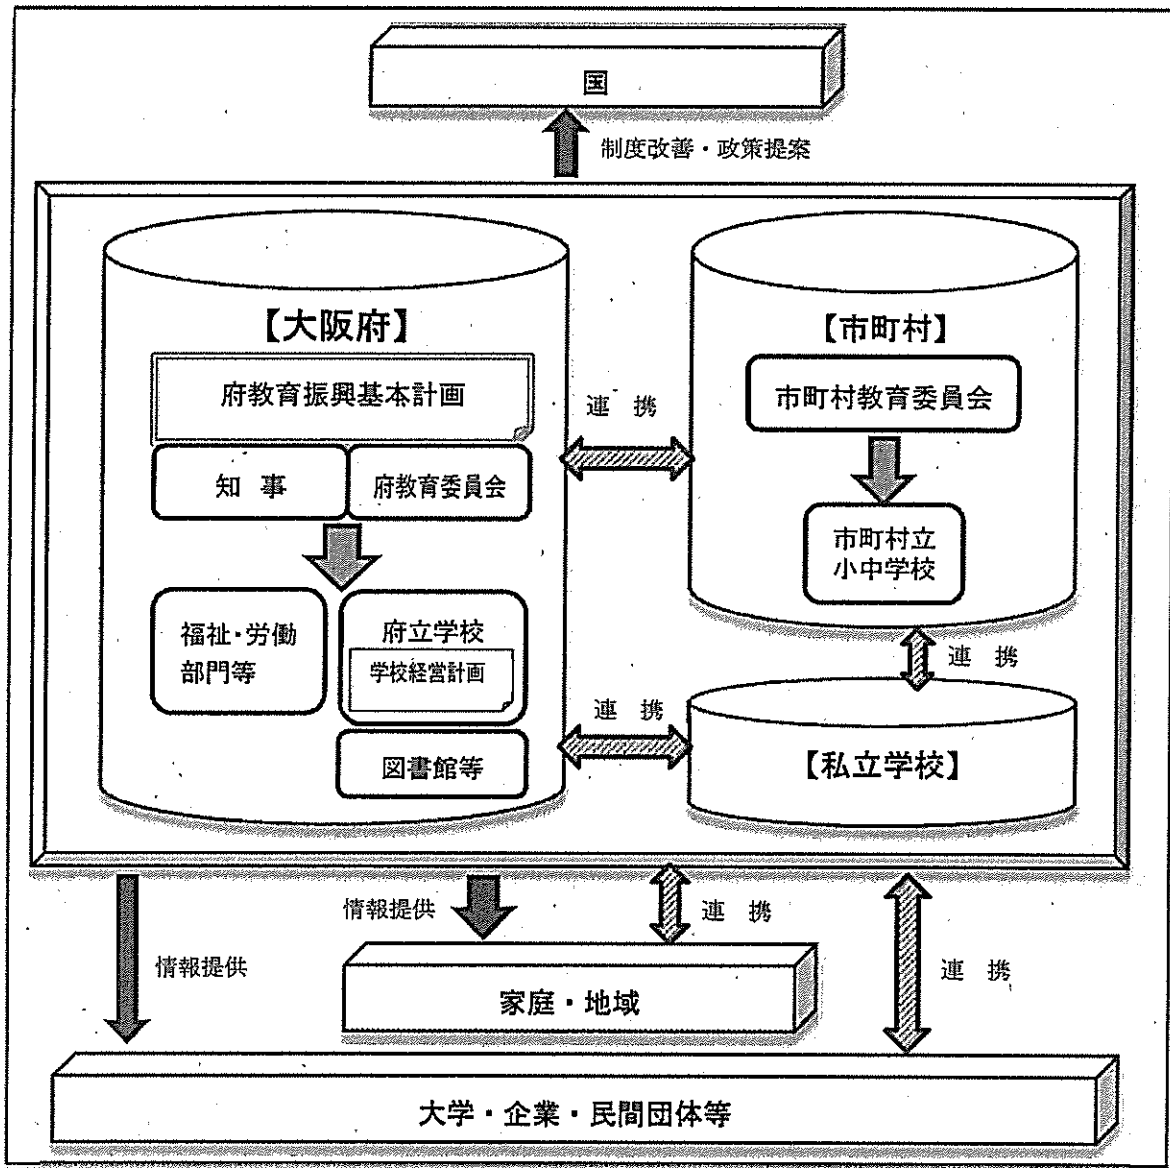 国
制度改善・政策提案
【大阪府】
府教育振興基本計画
知 事
府教育委員会
福祉・労働
部門等
府立学校
学校経営計画
図書館等
連 携
【市町村】
市町村教育委員会
市町村立
小中学校
連 携
連 携
【私立学校】
情報提供
情報提供
連 携
連 携
家庭・地域
大学・企業・民間団体等